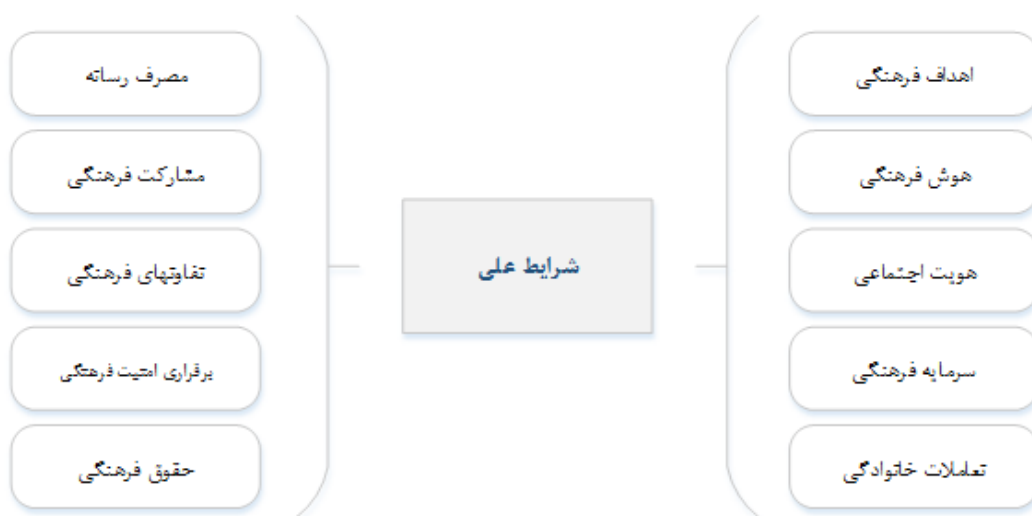 اهداف فرهنگی
هوش فرهنگی
هویت اجتماعی
سرمایه فرهنگی
تعاملات خانوادگی
شرایط علی
مصرف رسانه
مشارکت فرهنگی
تفاوتهای فرهنگی
برقراری امنیت فرهنگی
حقوق فرهنگی